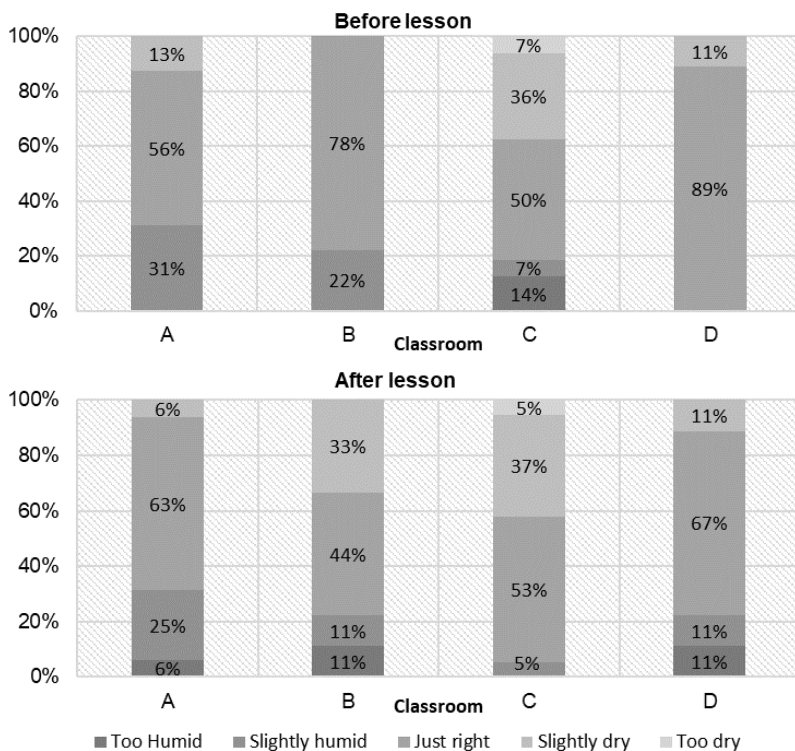 Before lesson
100%
13%
7%
11%
80%
36%
60%
56%
78%
50%
89%
40%
20%
31%
22%
7%
14%
0%
A
B
C
D
Classroom
After lesson
100%
6%
5%
11%
80%
33%
37%
63%
67%
60%
44%
53%
40%
20%
25%
11%
11%
6%
11%
5%
11%
0%
A
B
C
D
Classroom
Too Humid
Slightly humid
Just right
Slightly dry
Too dry